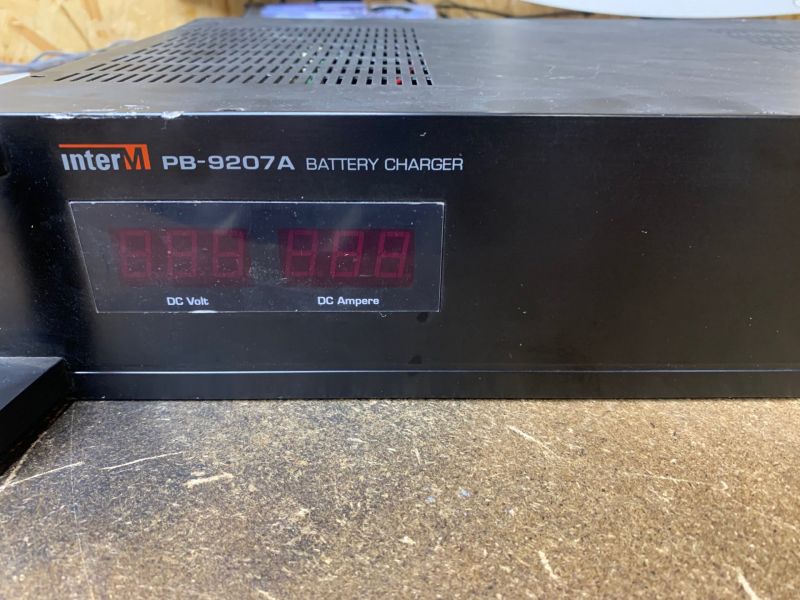 interM PB-9207A BATTERY CHARGER
DC Volt DC Ampere